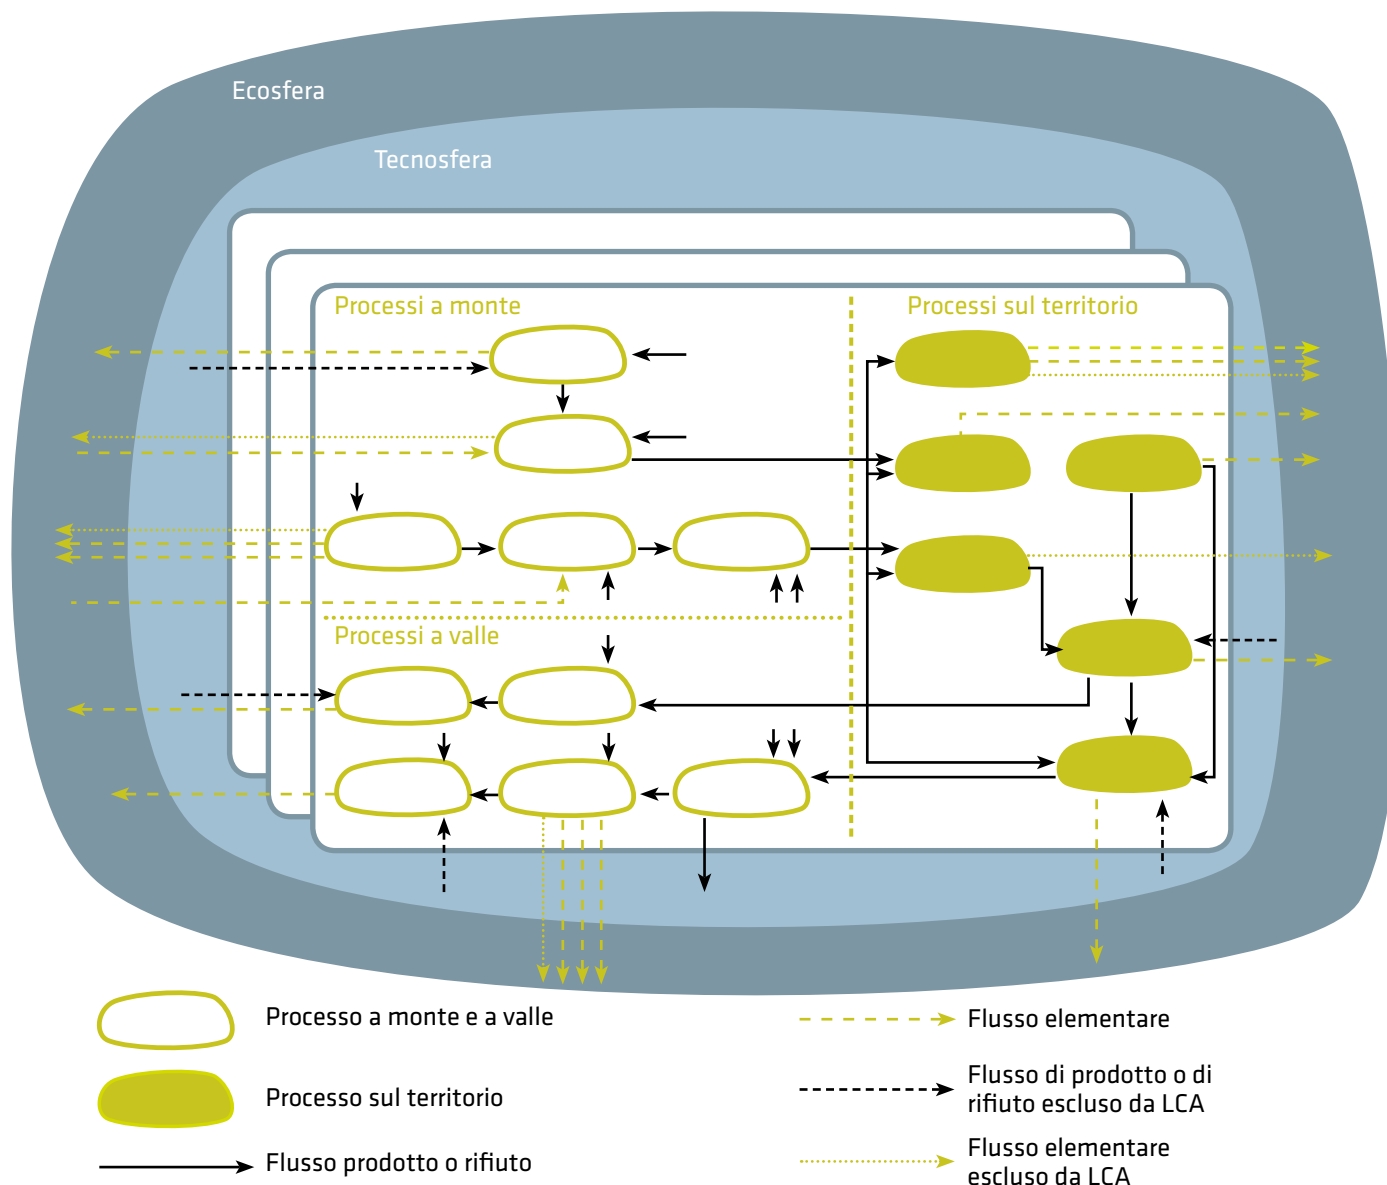 Ecosfera
Tecnosfera
Processi a monte
Processi sul territorio
Processi a valle
Processo a monte e a valle
Processo sul territorio
Flusso prodotto o rifiuto
Flusso elementare
Flusso di prodotto o di
rifiuto escluso da LCA
Flusso elementare
escluso da LCA